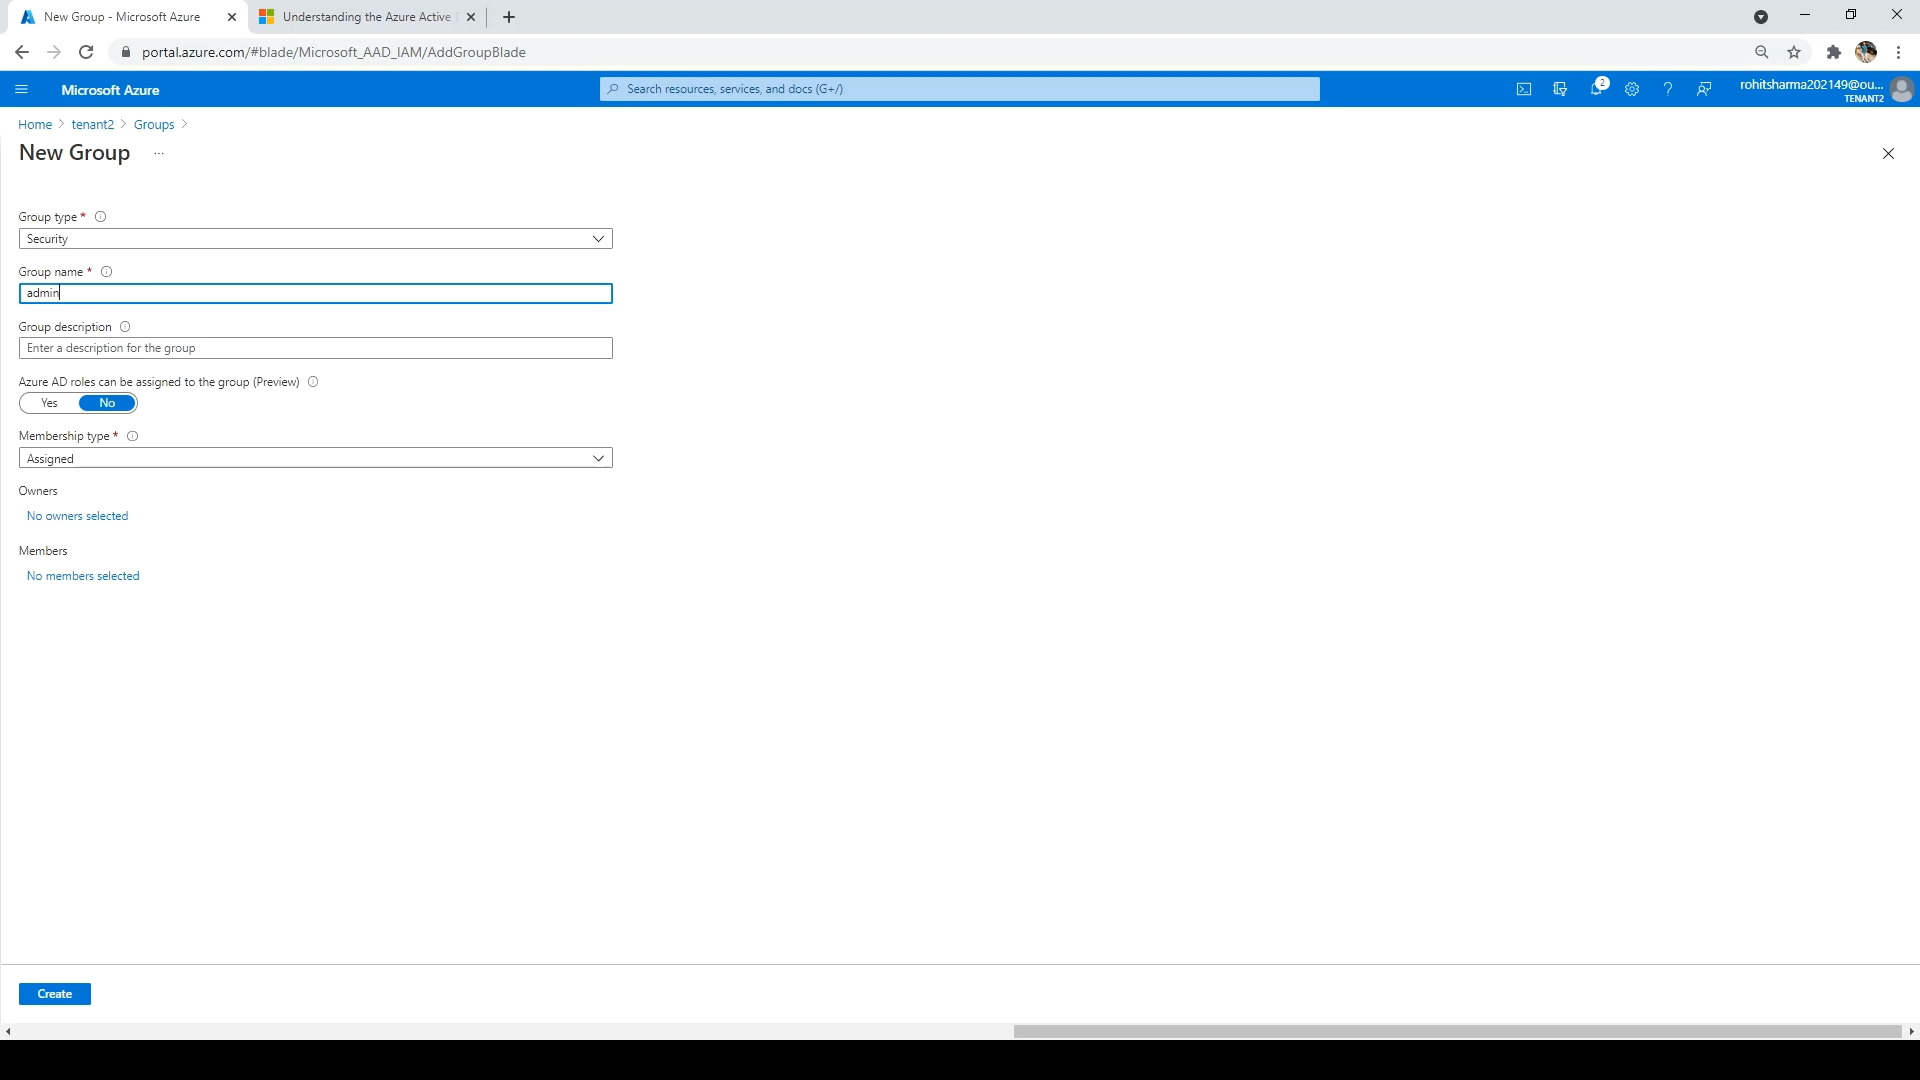 New Group - Microsoft Azure
Understanding the Azure Active
portal.azure.com/#blade/Microsoft_AAD_IAM/AddGroupBlade
Microsoft Azure
Search resources, services, and docs (G+/)
2
rohitsharma202149@ou...
TENANT2
Home > tenant2 > Groups >
New Group ...
Group type *
Security
Group name *
admin
Group description
Enter a description for the group
Azure AD roles can be assigned to the group (Preview)
Yes No
Membership type *
Assigned
Owners
No owners selected
Members
No members selected
Create